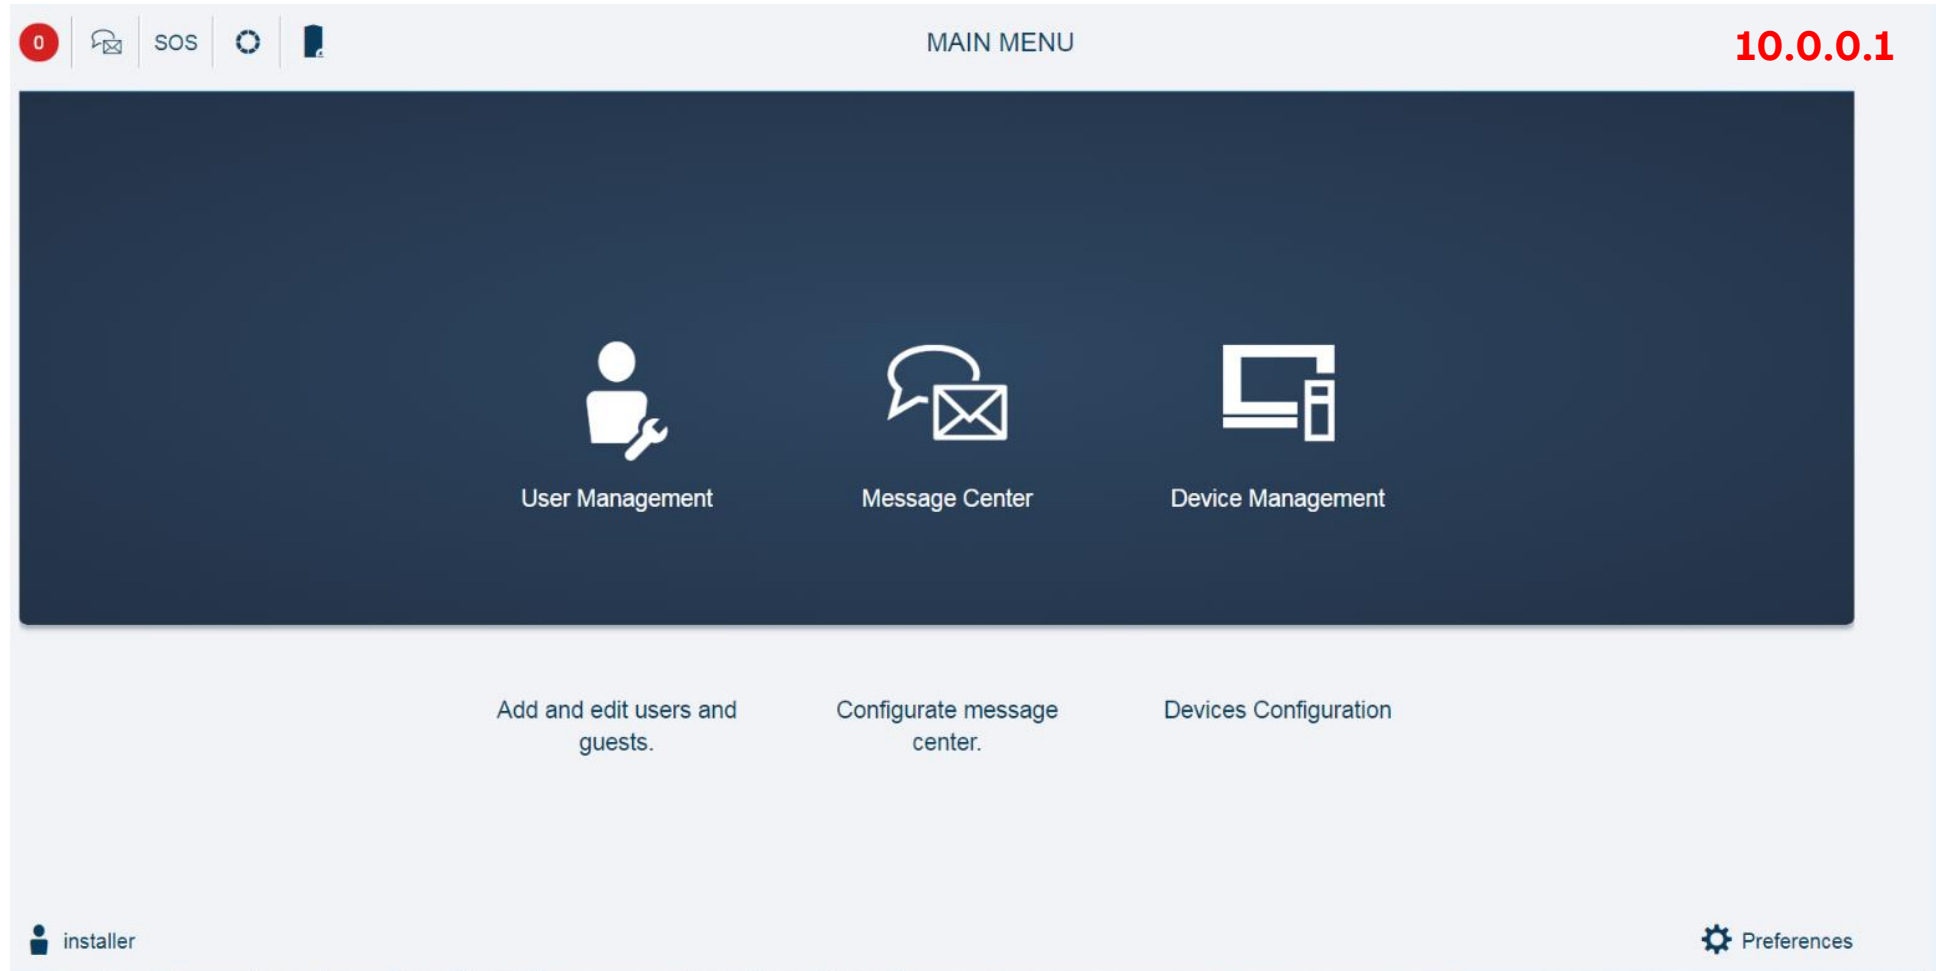 0
SOS
MAIN MENU
10.0.0.1
User Management
Message Center
Device Management
Add and edit users and
guests.
Configurate message
center.
Devices Configuration
installer
Preferences